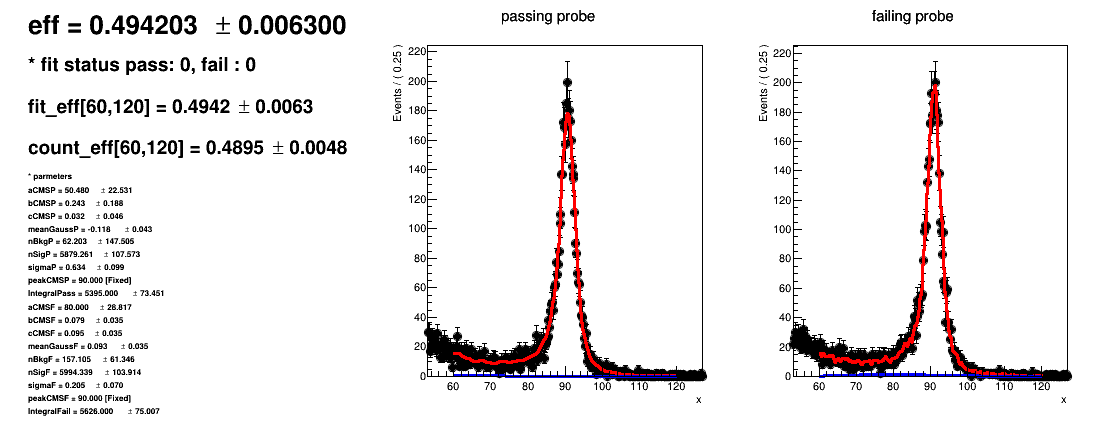 eff = 0.494203 ± 0.006300
* fit status pass: 0, fail : 0
fit_eff[60,120] = 0.4942 ± 0.0063
count_eff[60,120] = 0.4895 ± 0.0048
* parmeters
aCMSP = 50.480 ± 22.531
bCMSP = 0.243 ± 0.188
cCMSP = 0.032 ± 0.046
meanGaussP = -0.118 ± 0.043
nBkgP = 62.203 ± 147.505
nSigP = 5879.261 ± 107.573
sigmaP = 0.634 ± 0.099
peakCMSP = 90.000 [Fixed]
IntegralPass = 5395.000 ± 73.451
aCMSF = 80.000 ± 28.817
bCMSF = 0.079 ± 0.035
cCMSF = 0.095 ± 0.035
meanGaussF = 0.093 ± 0.035
nBkgF = 157.105 ± 61.346
nSigF = 5994.339 ± 103.914
sigmaF = 0.205 ± 0.070
peakCMSF = 90.000 [Fixed]
IntegralFail = 5626.000 ± 75.007
passing probe
Events / ( 0.25 )
220
200
180
160
140
120
100
80
60
40
20
0
60 70 80 90 100 110 120
x
failing probe
Events / ( 0.25 )
220
200
180
160
140
120
100
80
60
40
20
0
60 70 80 90 100 110 120
x